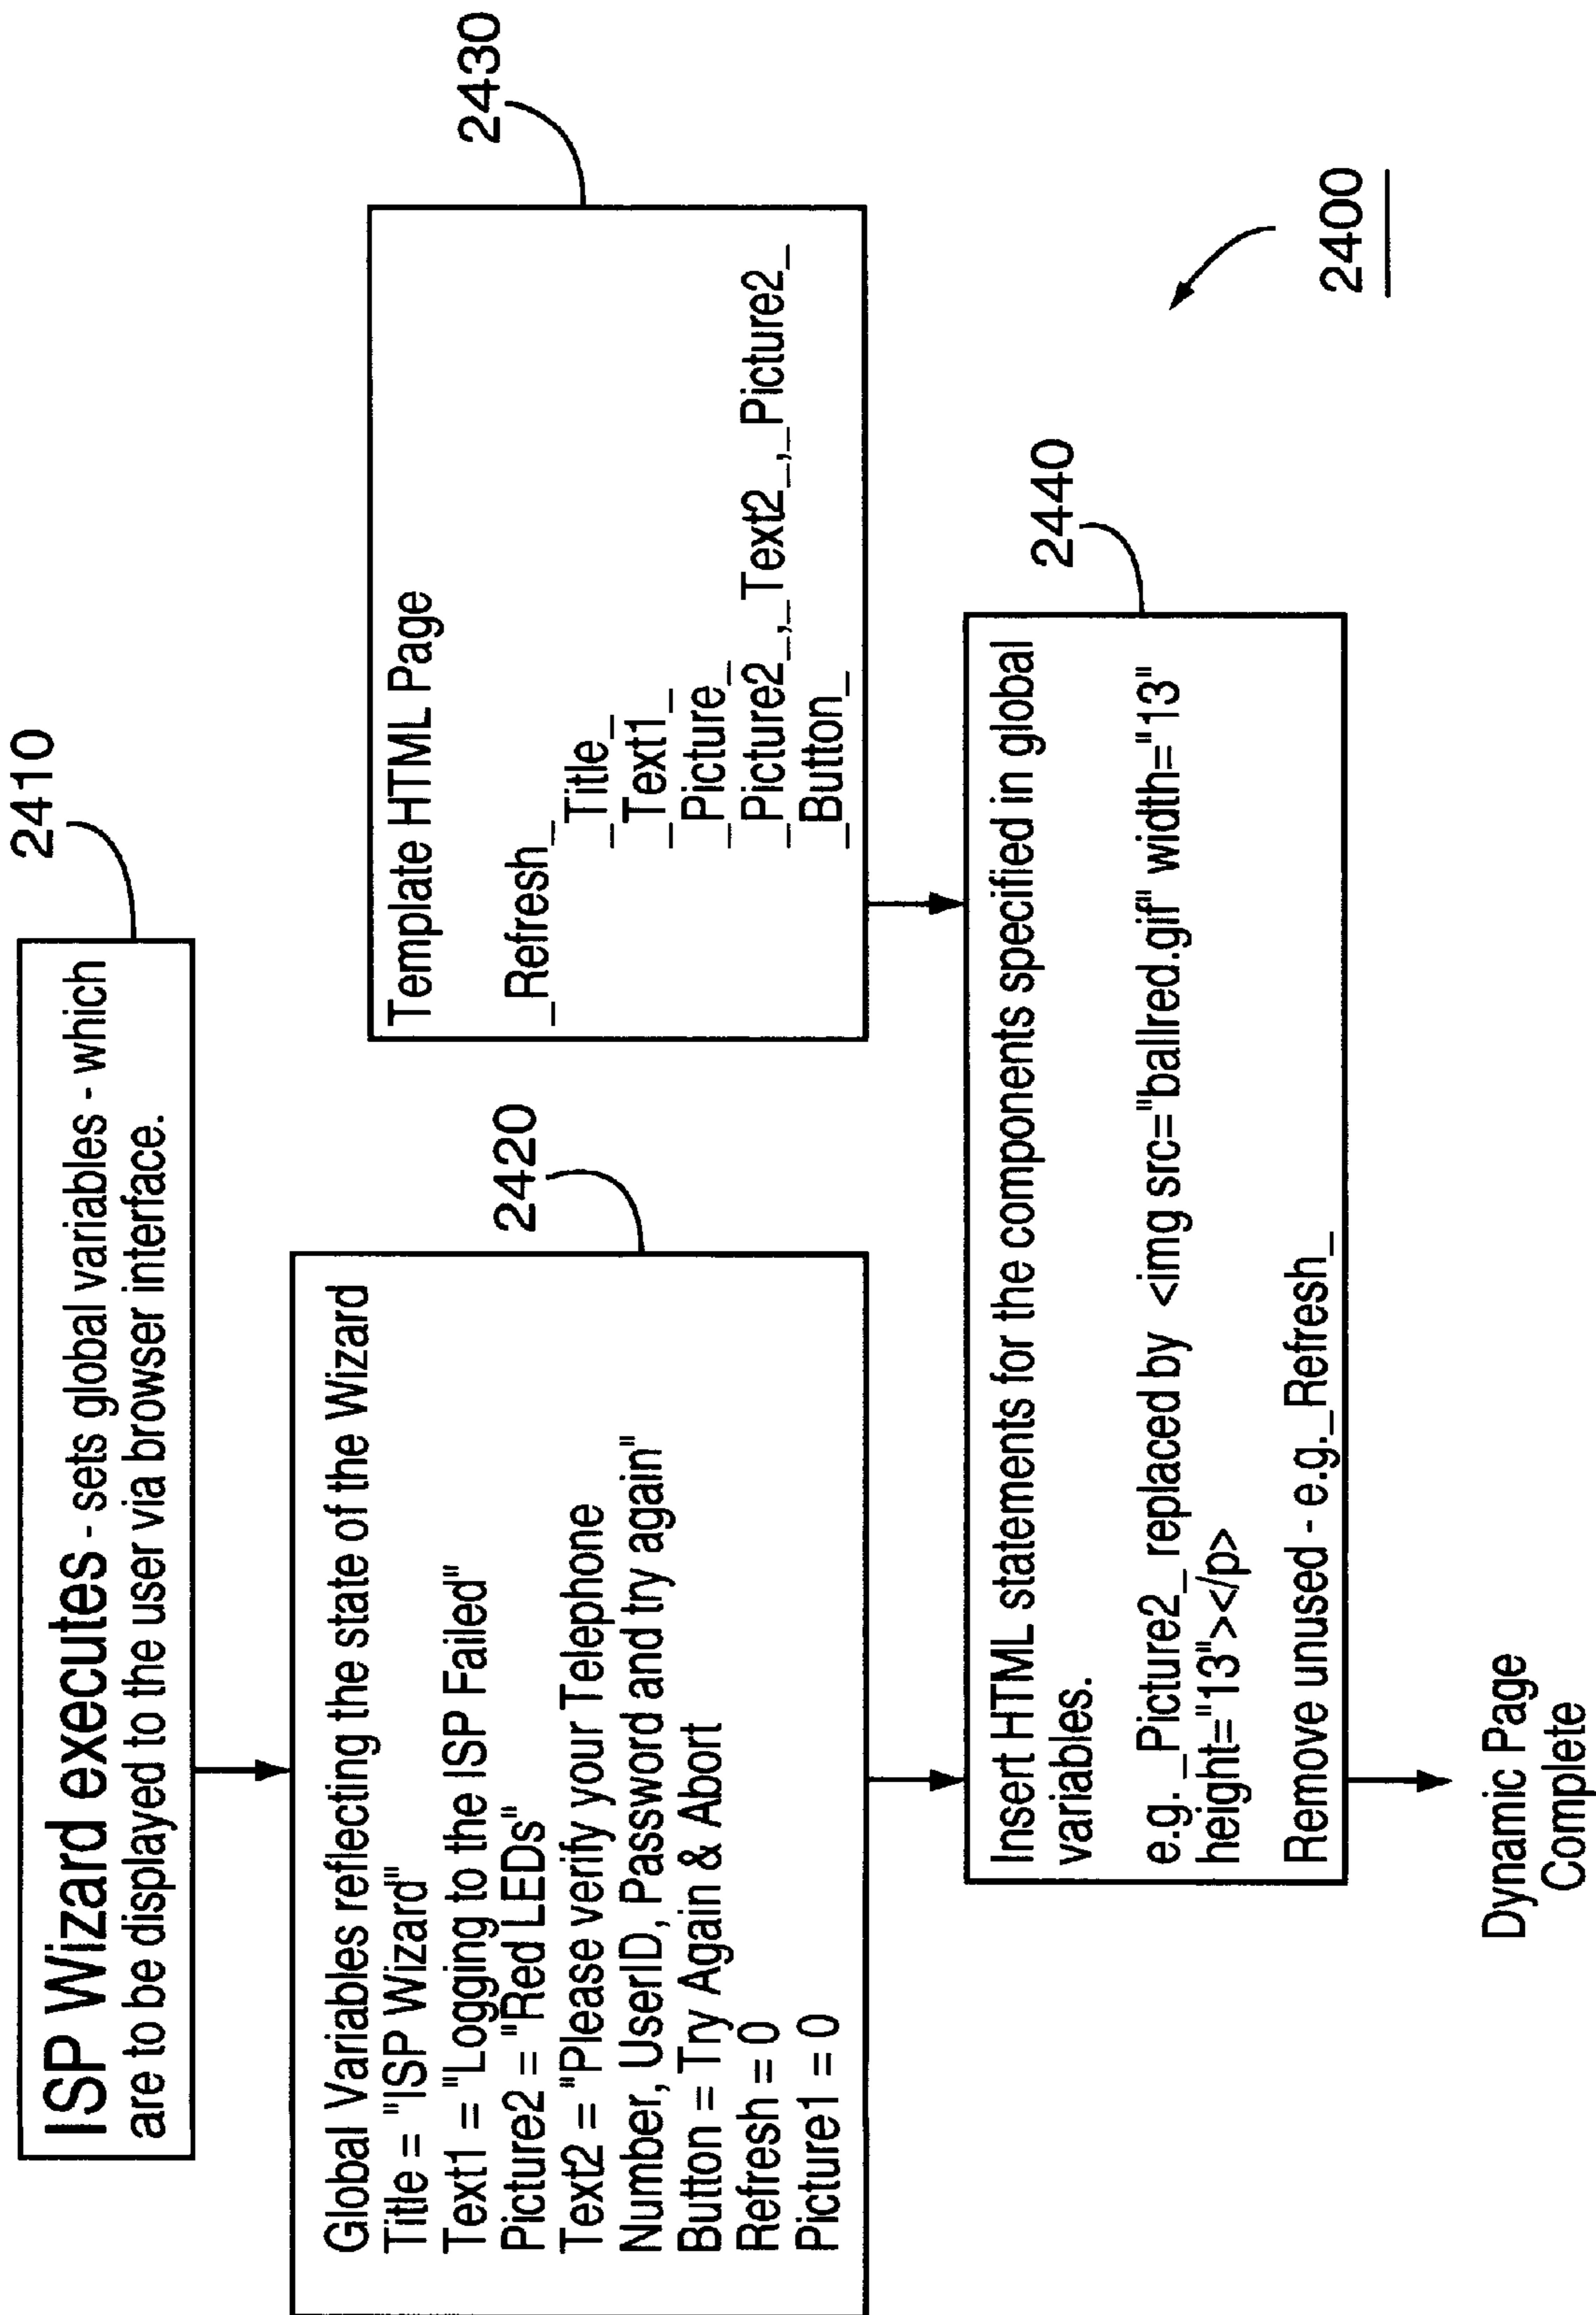 2410
ISP Wizard executes - sets global variables - which
are to be displayed to the user via browser interface.
2420
Global Variables reflecting the state of the Wizard
Title = "ISP Wizard'"
Text1 = "Logging to the ISP Failed"
Picture2 = "Red LEDs"
Text2 = "Please verify your Telephone
Number, UserID, Password and try again"
Button = Try Again & Abort
Refresh = 0
Picture1 = 0
2430
Template HTML Page
_Refresh_
_Title_
_Text1_
_Picture_
_Picture2_,_Text2_,_Picture2_
_Button_
2440
Insert HTML statements for the components specified in global
variables.
e.g. _Picture2_ replaced by <img src="ballred.gif" width="13"
height="13"></p>
Remove unused - e.g._Refresh_
Dynamic Page
Complete
2400